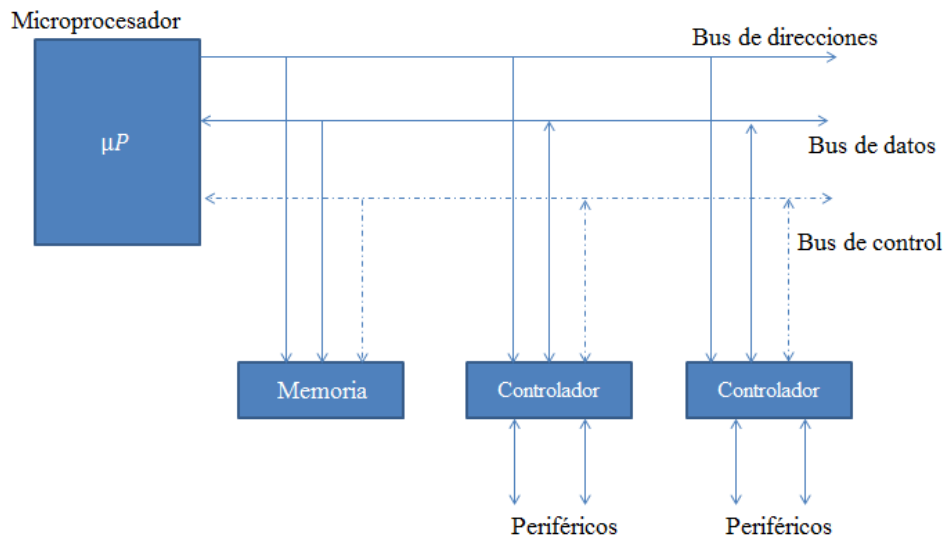 Microprocesador
Bus de direcciones
μP
Bus de datos
Bus de control
Memoria
Controlador
Controlador
Periféricos
Periféricos